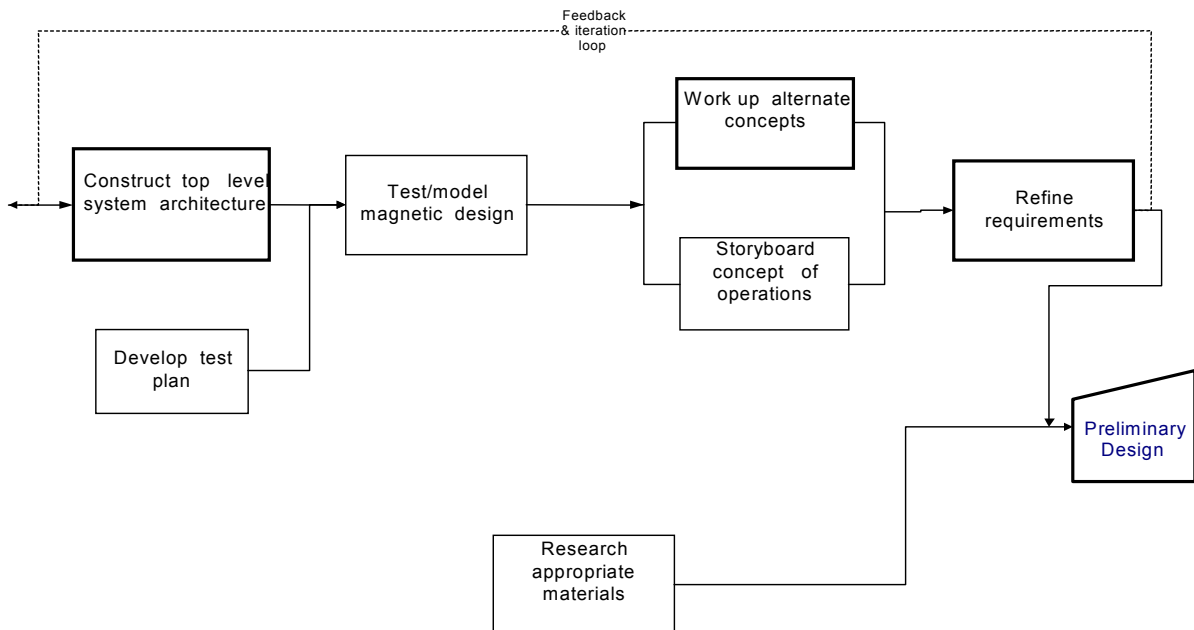 Feedback
& iteration
loop
Work up alternate
concepts
Construct top level
system architecture
Test/model
magnetic design
Refine
requirements
Storyboard
concept of
operations
Develop test
plan
Preliminary
Design
Research
appropriate
materials